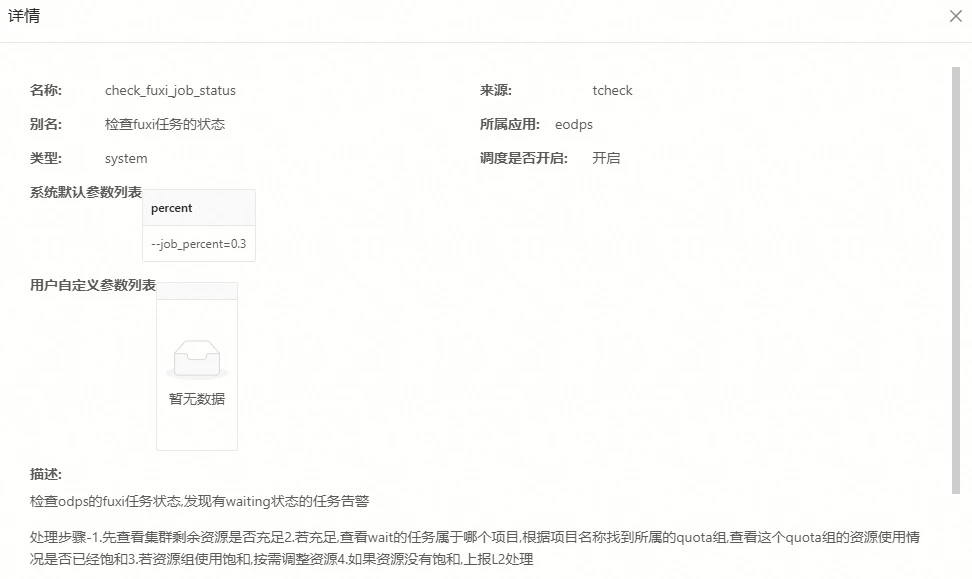 详情
名称: check_fuxi_job_status 来源: tcheck
别名: 检查fuxi任务的状态 所属应用: eodps
类型: system 调度是否开启: 开启
系统默认参数列表
percent
--job_percent=0.3
用户自定义参数列表
暂无数据
描述:
检查odps的fuxi任务状态,发现有waiting状态的任务告警
处理步骤-1.先查看集群剩余资源是否充足2.若充足,查看wait的任务属于哪个项目,根据项目名称找到所属的quota组,查看这个quota组的资源使用情
况是否已经饱和3.若资源组使用饱和,按需调整资源4.如果资源没有饱和,上报L2处理